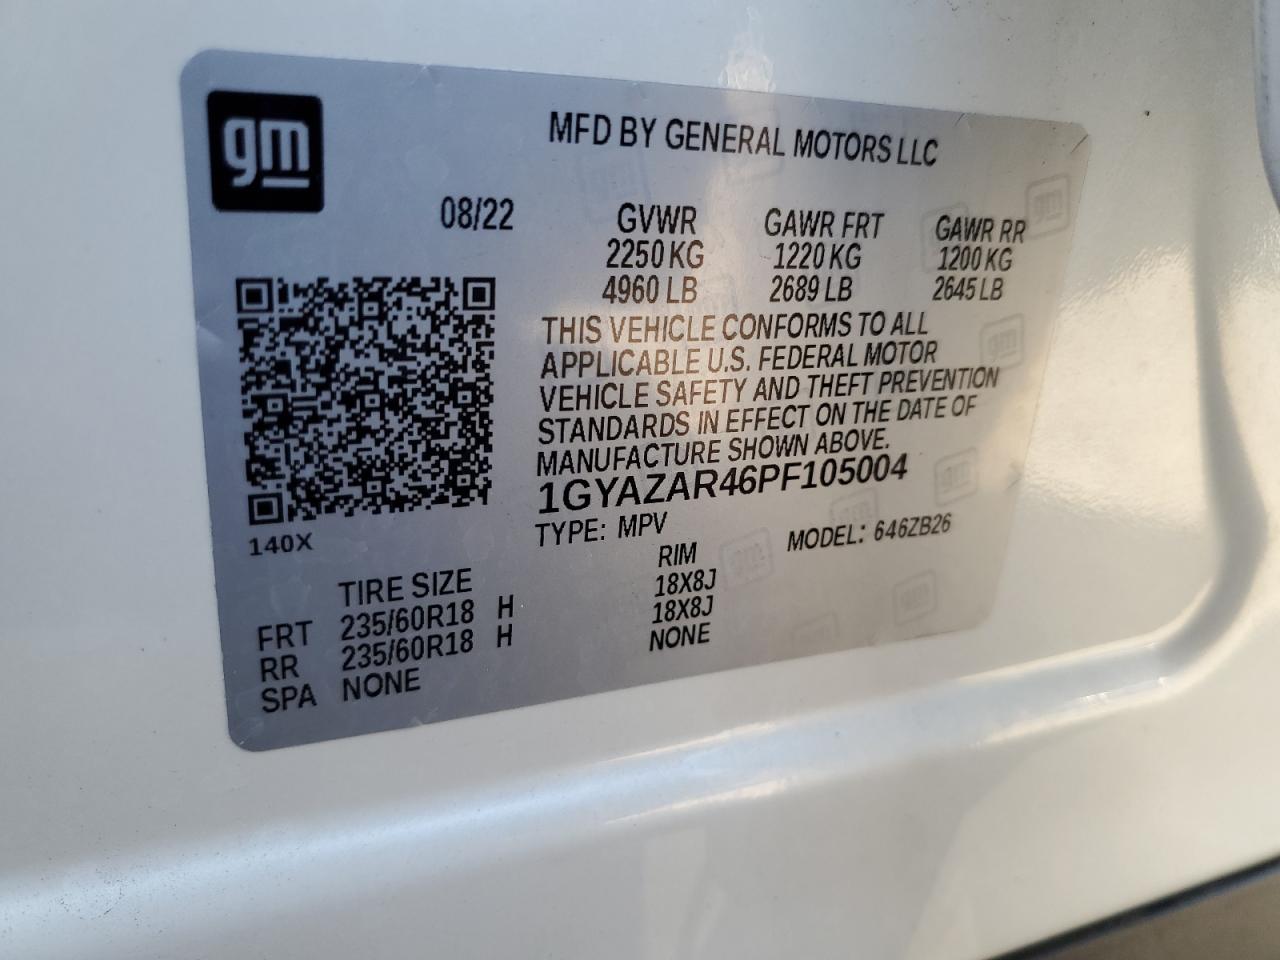 gm
MFD BY GENERAL MOTORS LLC
08/22
GVWR GAWR FRT GAWR RR
2250 KG 1220 KG 1200 KG
4960 LB 2689 LB 2645 LB
THIS VEHICLE CONFORMS TO ALL
APPLICABLE U.S. FEDERAL MOTOR
VEHICLE SAFETY AND THEFT PREVENTION
STANDARDS IN EFFECT ON THE DATE OF
MANUFACTURE SHOWN ABOVE.
1GYAZAR46PF105004
TYPE: MPV MODEL: 646ZB26
140X
TIRE SIZE RIM
FRT 235/60R18 H 18X8J
RR 235/60R18 H 18X8J
SPA NONE NONE